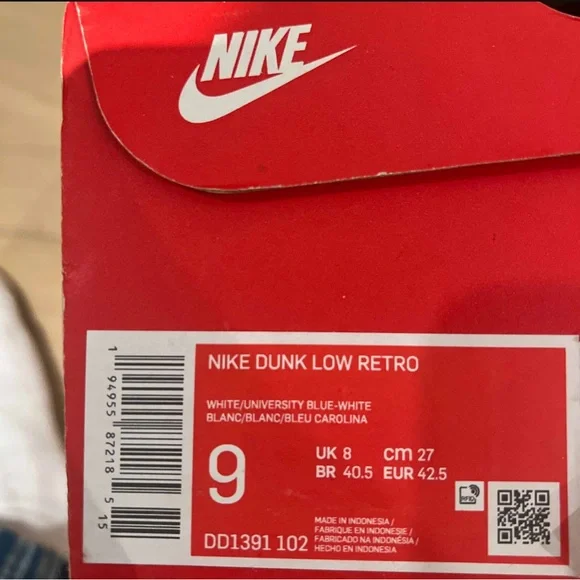 NIKE
NIKE DUNK LOW RETRO
WHITE/UNIVERSITY BLUE-WHITE
BLANC/BLANC/BLEU CAROLINA
9
UK 8 cm 27
BR 40.5 EUR 42.5
RFID
MADE IN INDONESIA /
FABRIQUE EN INDONESIE /
FABRICADO NA INDONÉSIA /
HECHO EN INDONESIA
DD1391 102
1 94955 87218 5 15